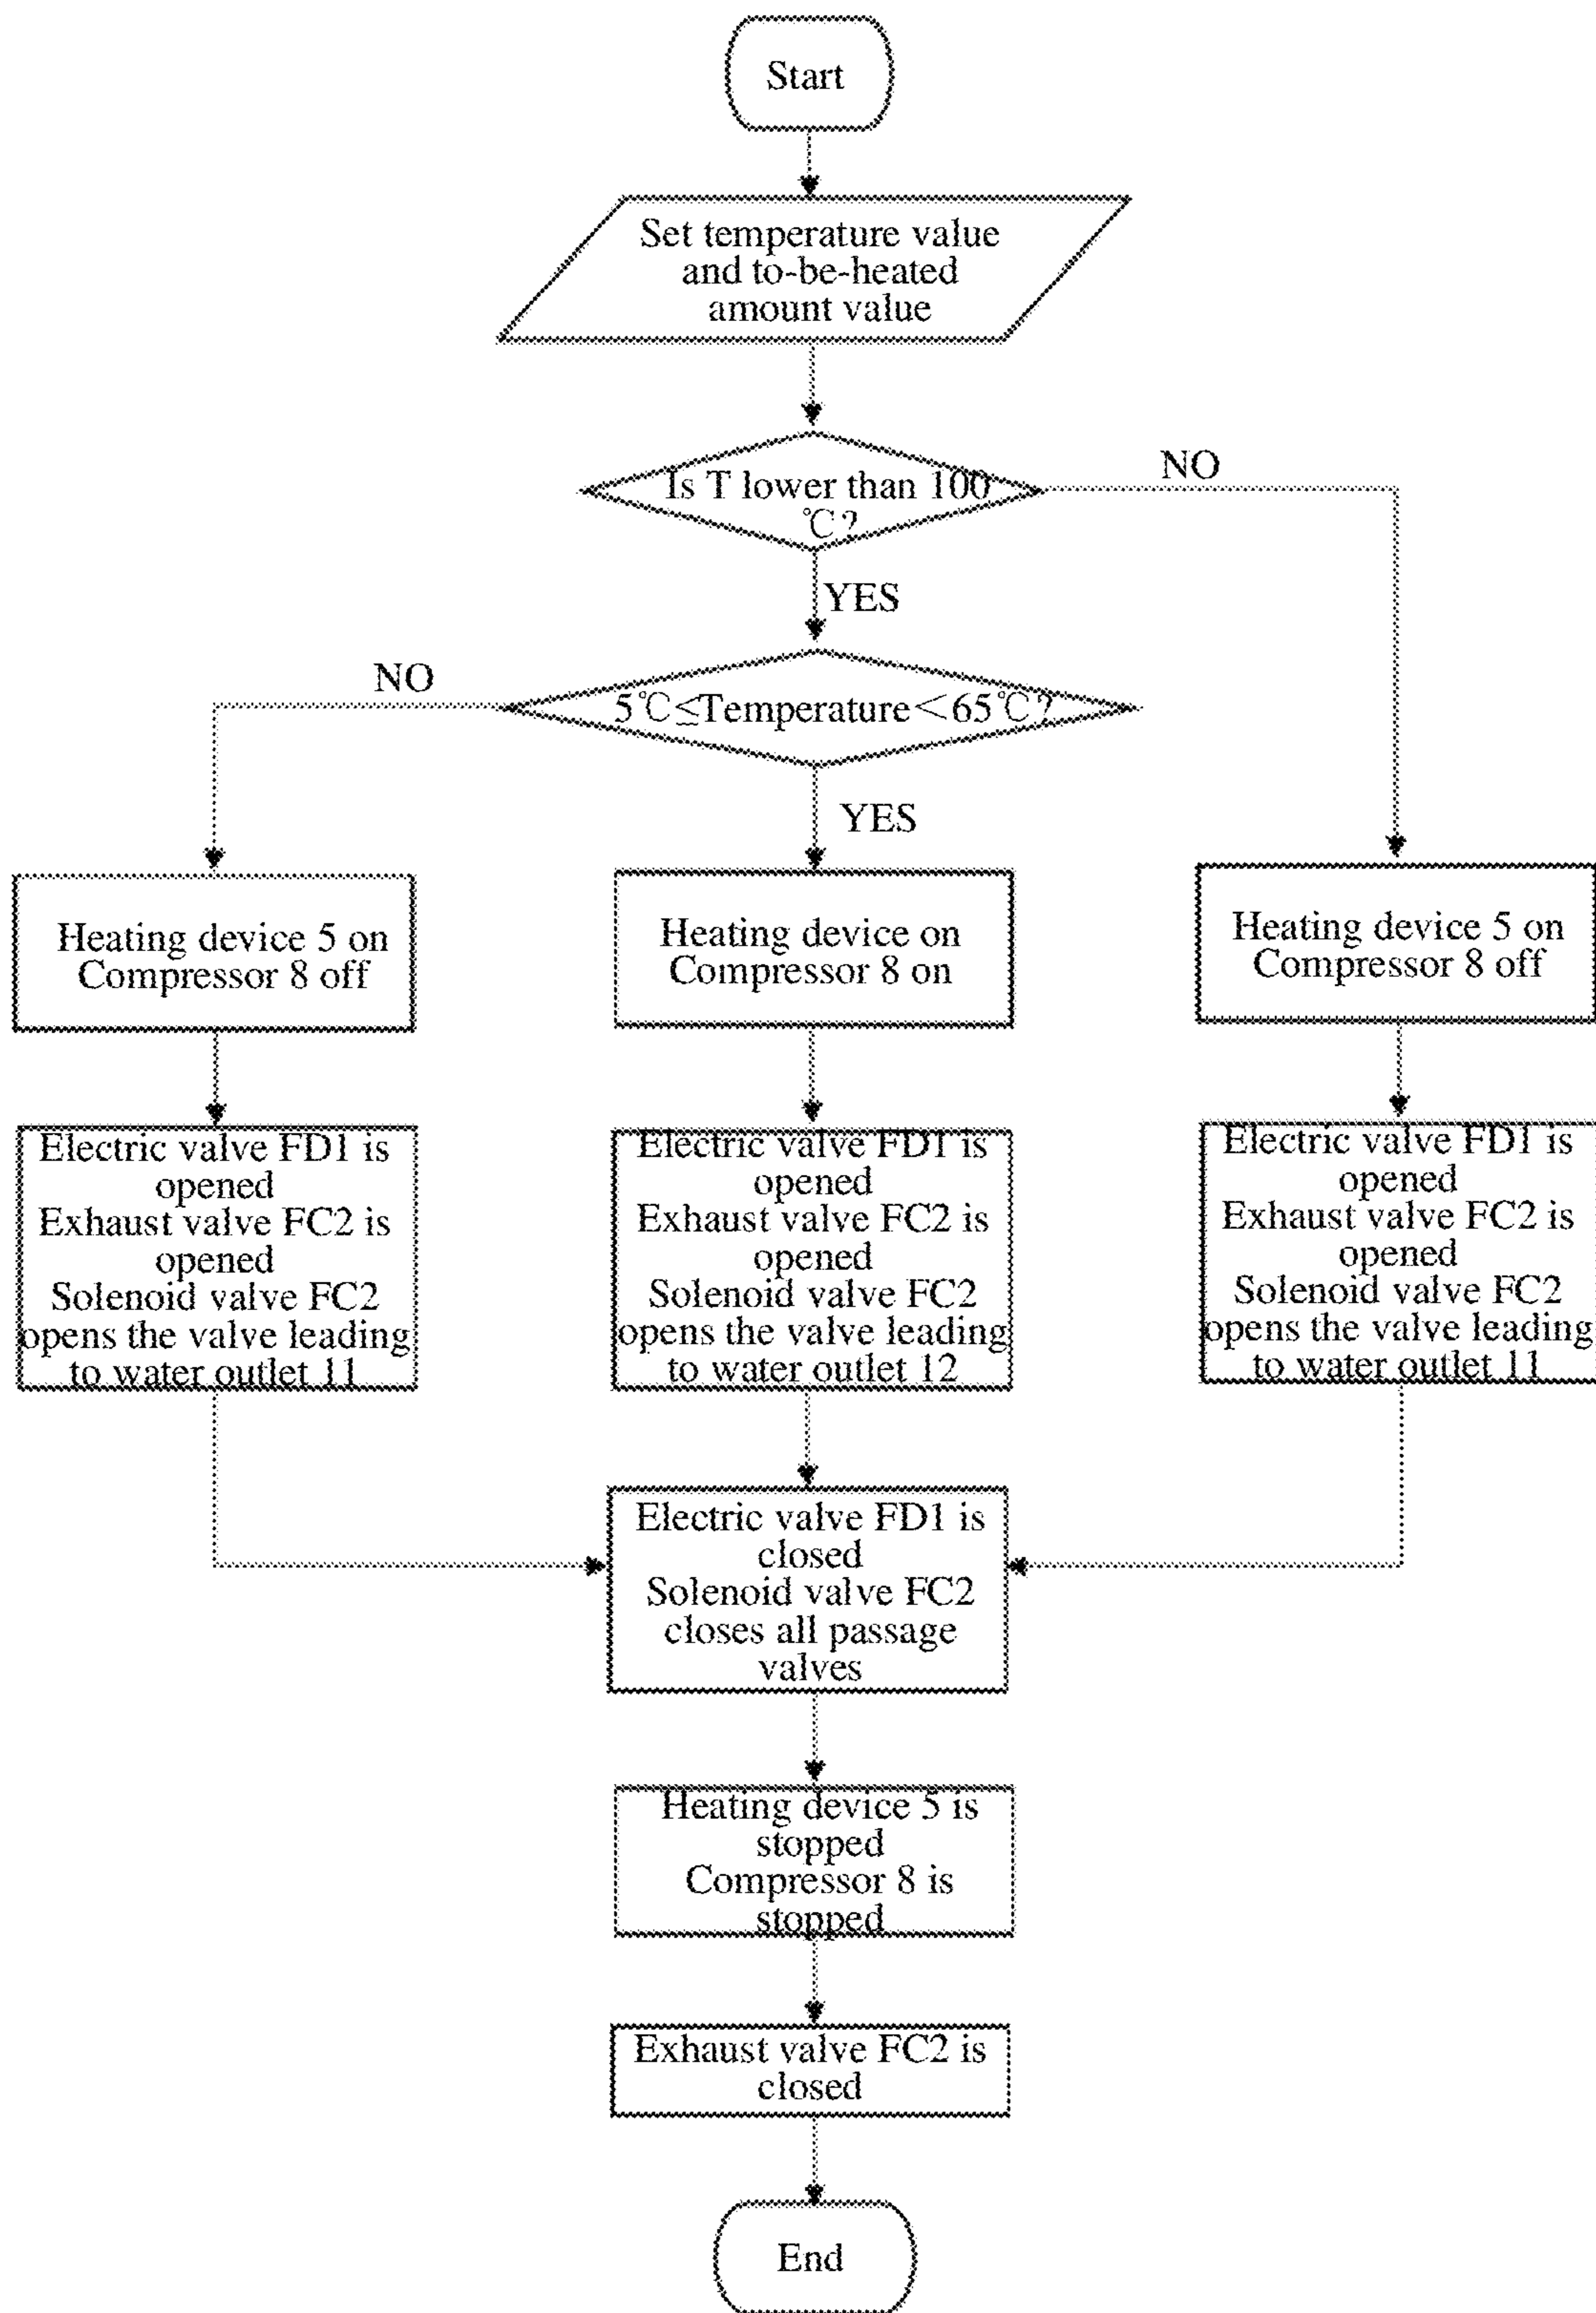 Start
Set temperature value
and to-be-heated
amount value
Is T lower than 100
℃?
NO
YES
5℃≦Temperature<65℃?
NO
YES
Heating device 5 on
Compressor 8 off
Heating device on
Compressor 8 on
Heating device 5 on
Compressor 8 off
Electric valve FD1 is
opened
Exhaust valve FC2 is
opened
Solenoid valve FC2
opens the valve leading
to water outlet 11
Electric valve FD1 is
opened
Exhaust valve FC2 is
opened
Solenoid valve FC2
opens the valve leading
to water outlet 12
Electric valve FD1 is
opened
Exhaust valve FC2 is
opened
Solenoid valve FC2
opens the valve leading
to water outlet 11
Electric valve FD1 is
closed
Solenoid valve FC2
closes all passage
valves
Heating device 5 is
stopped
Compressor 8 is
stopped
Exhaust valve FC2 is
closed
End